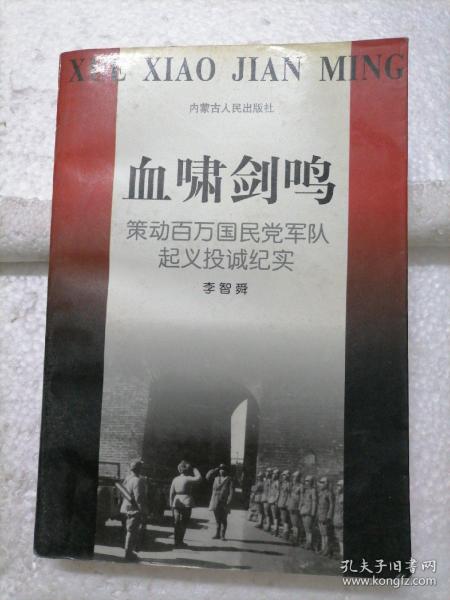 XUE XIAO JIAN MING
内蒙古人民出版社
血啸剑鸣
策动百万国民党军队
起义投诚纪实
李智舜
孔夫子旧书网
www.kongfz.com